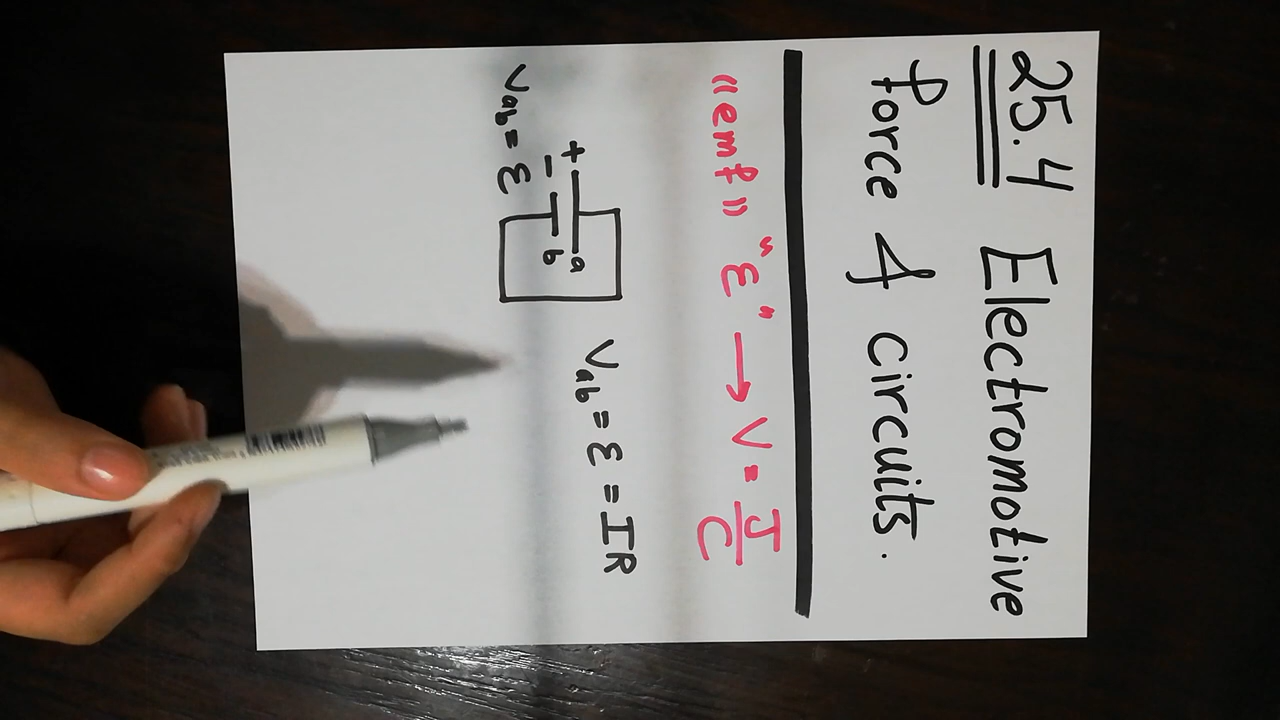 25.4 Electromotive
force & circuits.
"emf" "ε" → V = J/C
+ a
- b
Vab = ε = IR
Vab = ε